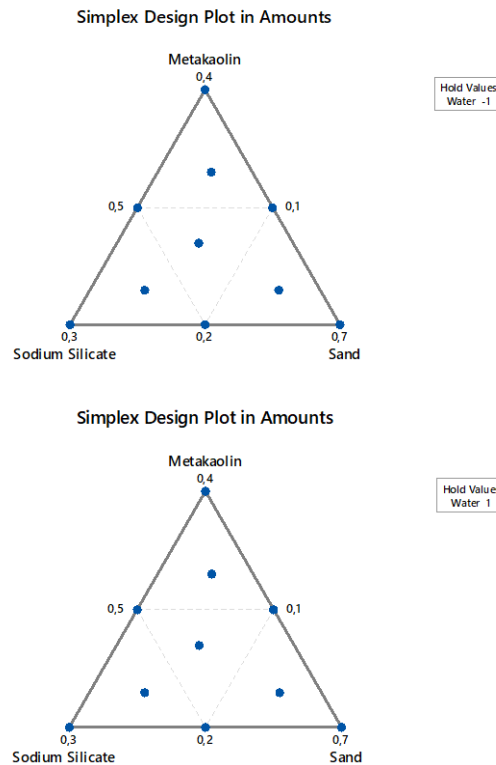 Simplex Design Plot in Amounts
Metakaolin
0,4
Hold Values
Water -1
0,5
0,1
0,3
0,2
0,7
Sodium Silicate
Sand
Simplex Design Plot in Amounts
Metakaolin
0,4
Hold Value
Water 1
0,5
0,1
0,3
0,2
0,7
Sodium Silicate
Sand